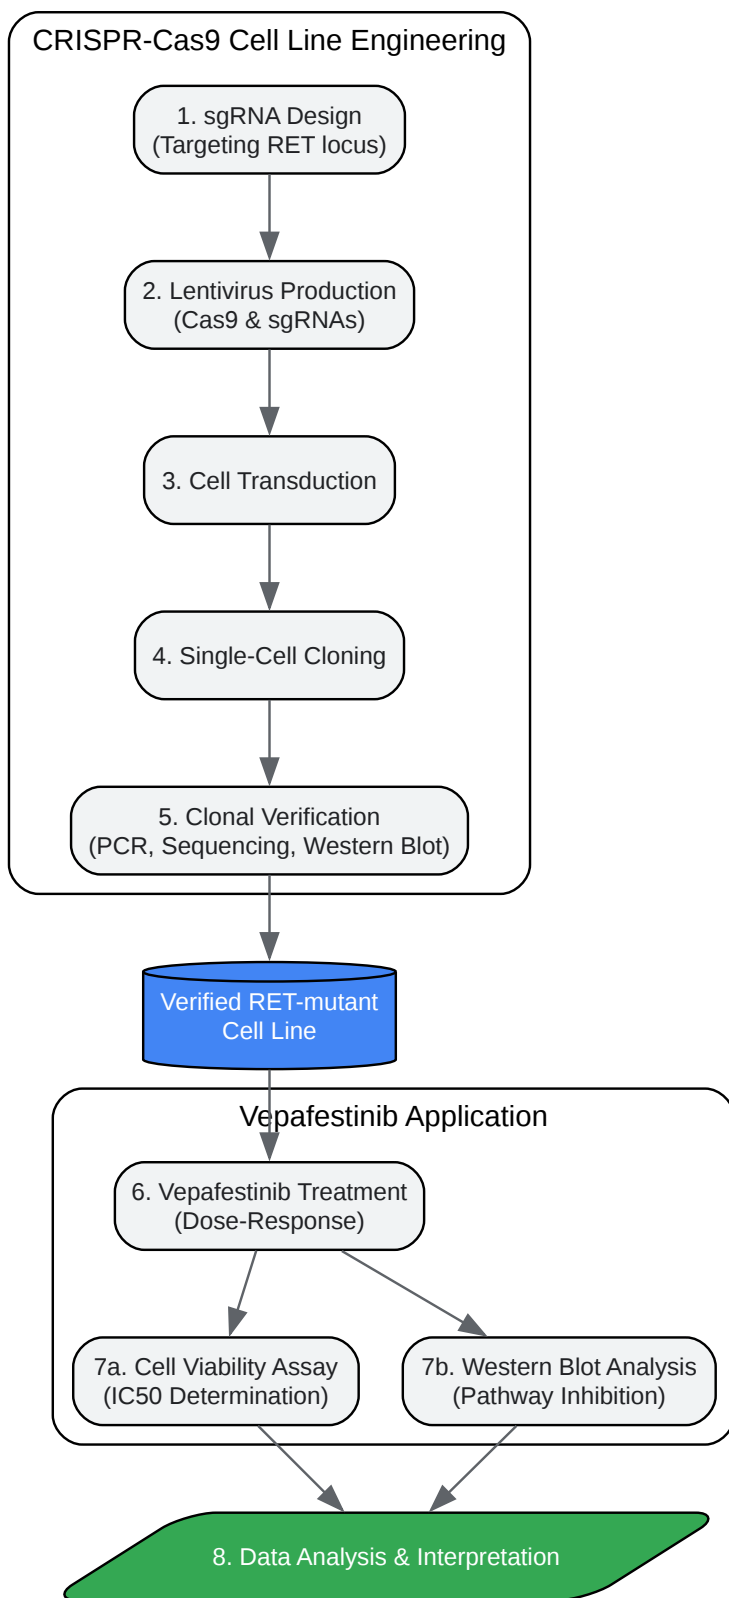 CRISPR-Cas9 Cell Line Engineering
1. sgRNA Design
(Targeting RET locus)
2. Lentivirus Production
(Cas9 & sgRNAs)
3. Cell Transduction
4. Single-Cell Cloning
5. Clonal Verification
(PCR, Sequencing, Western Blot)
Verified RET-mutant
Cell Line
Vepafestinib Application
6. Vepafestinib Treatment
(Dose-Response)
7a. Cell Viability Assay
(IC50 Determination)
7b. Western Blot Analysis
(Pathway Inhibition)
8. Data Analysis & Interpretation